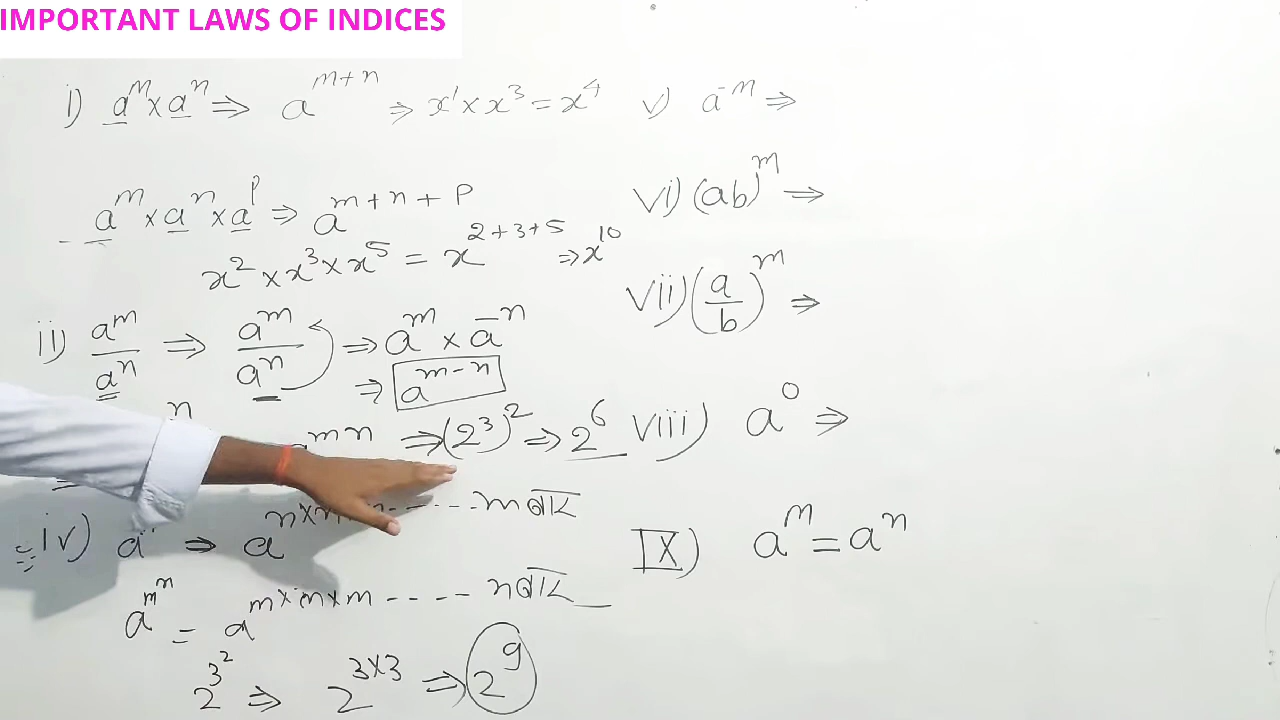 IMPORTANT LAWS OF INDICES
i) a^m × a^n ⇒ a^{m+n} ⇒ x^1 × x^3 = x^4
a^m × a^n × a^p ⇒ a^{m+n+p}
x^2 × x^3 × x^5 = x^{2+3+5} ⇒ x^{10}
ii) a^m/a^n ⇒ a^m/a^n ⇒ a^m × a^{-n}
⇒ a^{m-n}
n a^{mn} ⇒ (2^3)^2 ⇒ 2^6
iv) a ⇒ a^{n×n ----- m बार}
a^{m^n} = a^{m×m×m ---- n बार}
2^{3^2} ⇒ 2^{3×3} ⇒ 2^9
v) a^{-m} ⇒
vi) (ab)^m ⇒
vii) (a/b)^m ⇒
viii) a^0 ⇒
IX) a^m = a^n